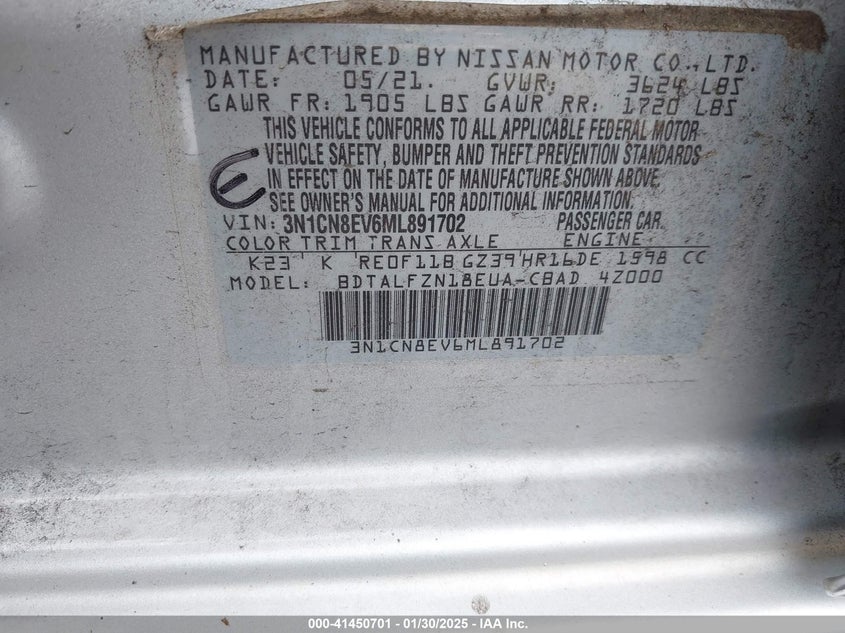 MANUFACTURED BY NISSAN MOTOR CO., LTD.
DATE: 05/21. GVWR: 3624 LBS
GAWR FR: 1905 LBS GAWR RR: 1720 LBS
THIS VEHICLE CONFORMS TO ALL APPLICABLE FEDERAL MOTOR
VEHICLE SAFETY, BUMPER AND THEFT PREVENTION STANDARDS
IN EFFECT ON THE DATE OF MANUFACTURE SHOWN ABOVE.
SEE OWNER'S MANUAL FOR ADDITIONAL INFORMATION.
VIN: 3N1CN8EV6ML891702 PASSENGER CAR.
COLOR TRIM TRANS AXLE ENGINE
K23 K RE0F11B GZ39 HR16DE 1598 CC
MODEL: BDTALFZN18EUA-CBAD 4Z000
3N1CN8EV6ML891702
000-41450701 - 01/30/2025 - © IAA Inc.